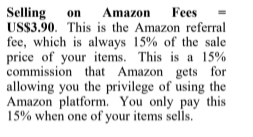 Selling on Amazon Fees =
US$3.90. This is the Amazon referral
fee, which is always 15% of the sale
price of your items. This is a 15%
commission that Amazon gets for
allowing you the privilege of using the
Amazon platform. You only pay this
15% when one of your items sells.